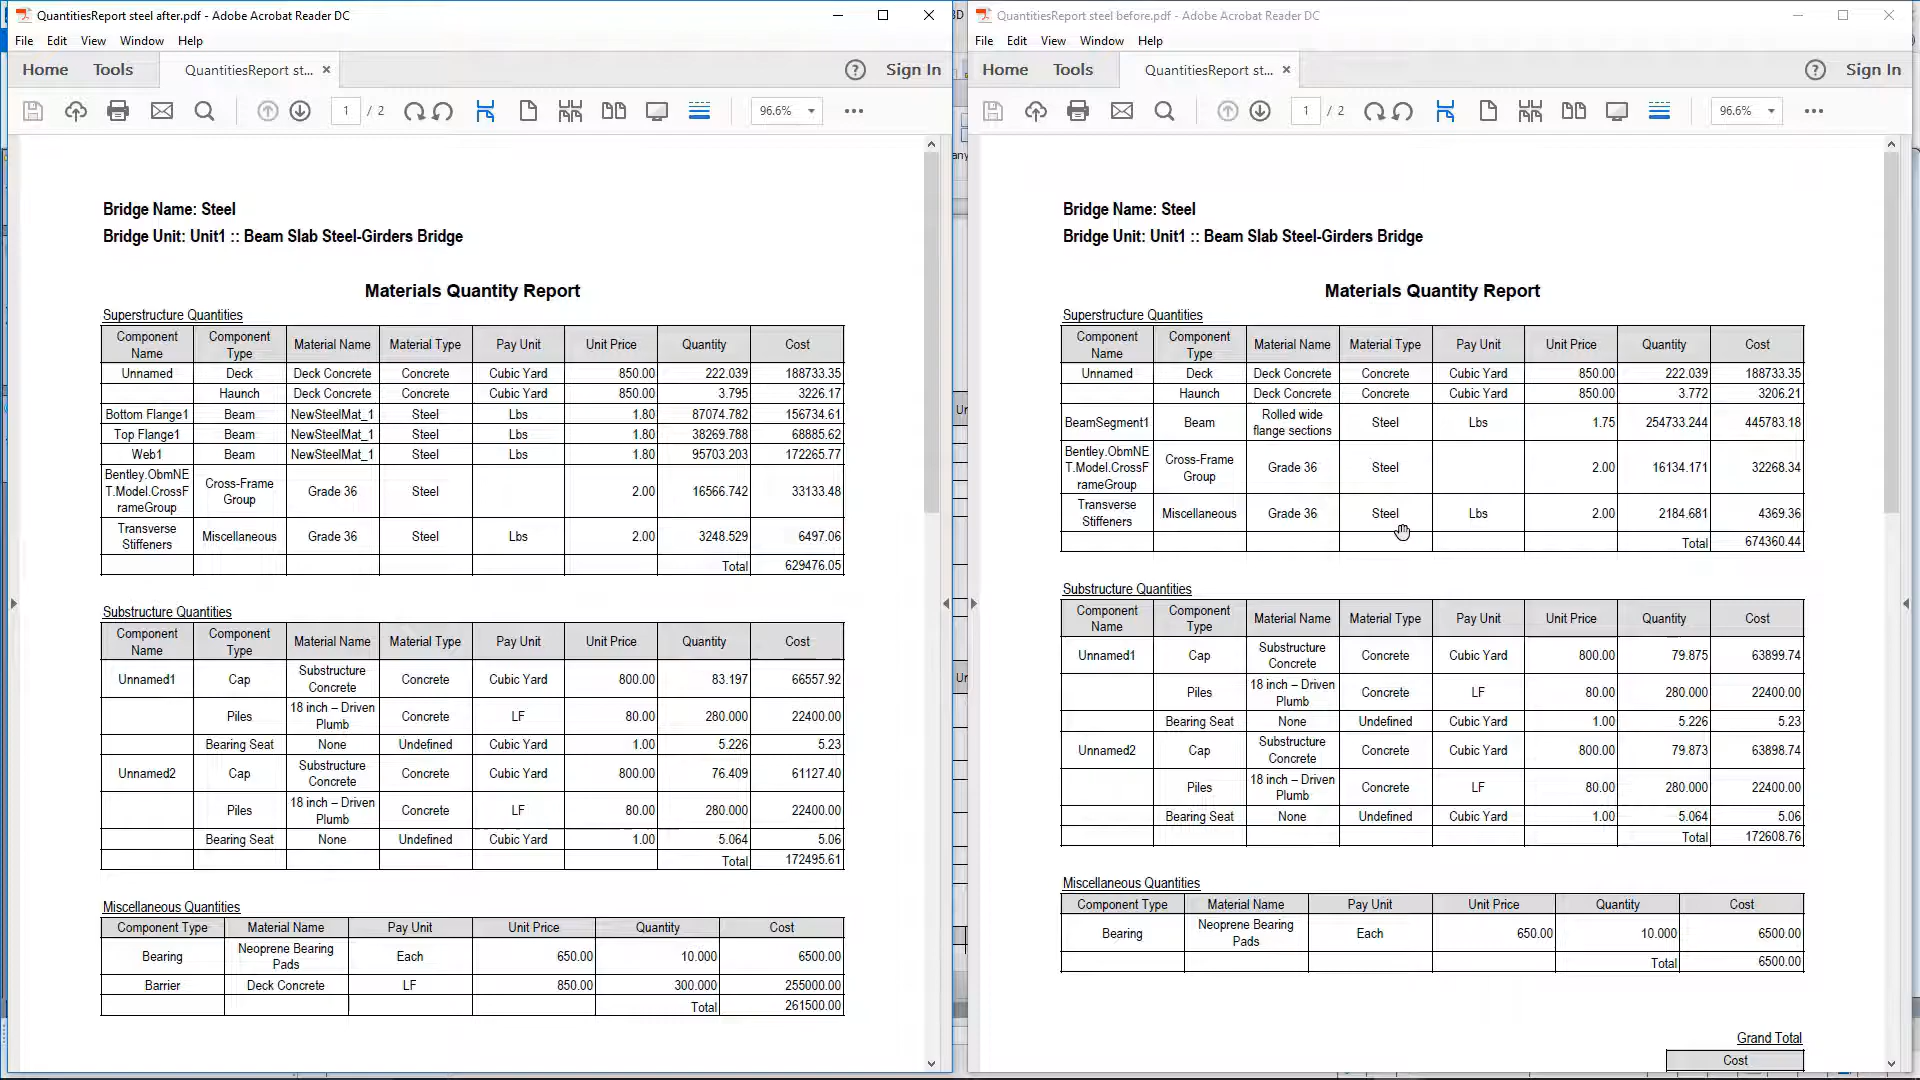 QuantitiesReport steel after.pdf - Adobe Acrobat Reader DC
File Edit View Window Help
Home Tools QuantitiesReport st... × Sign In
1 / 2 96.6%
Bridge Name: Steel
Bridge Unit: Unit1 :: Beam Slab Steel-Girders Bridge
Materials Quantity Report
Superstructure Quantities
Component Name Component Type Material Name Material Type Pay Unit Unit Price Quantity Cost
Unnamed Deck Deck Concrete Concrete Cubic Yard 850.00 222.039 188733.35
Haunch Deck Concrete Concrete Cubic Yard 850.00 3.795 3226.17
Bottom Flange1 Beam NewSteelMat_1 Steel Lbs 1.80 87074.782 156734.61
Top Flange1 Beam NewSteelMat_1 Steel Lbs 1.80 38269.788 68885.62
Web1 Beam NewSteelMat_1 Steel Lbs 1.80 95703.203 172265.77
Bentley.ObmNET.Model.CrossFrameGroup Cross-Frame Group Grade 36 Steel 2.00 16566.742 33133.48
Transverse Stiffeners Miscellaneous Grade 36 Steel Lbs 2.00 3248.529 6497.06
Total 629476.05
Substructure Quantities
Component Name Component Type Material Name Material Type Pay Unit Unit Price Quantity Cost
Unnamed1 Cap Substructure Concrete Concrete Cubic Yard 800.00 83.197 66557.92
Piles 18 inch – Driven Plumb Concrete LF 80.00 280.000 22400.00
Bearing Seat None Undefined Cubic Yard 1.00 5.226 5.23
Unnamed2 Cap Substructure Concrete Concrete Cubic Yard 800.00 76.409 61127.40
Piles 18 inch – Driven Plumb Concrete LF 80.00 280.000 22400.00
Bearing Seat None Undefined Cubic Yard 1.00 5.064 5.06
Total 172495.61
Miscellaneous Quantities
Component Type Material Name Pay Unit Unit Price Quantity Cost
Bearing Neoprene Bearing Pads Each 650.00 10.000 6500.00
Barrier Deck Concrete LF 850.00 300.000 255000.00
Total 261500.00
QuantitiesReport steel before.pdf - Adobe Acrobat Reader DC
File Edit View Window Help
Home Tools QuantitiesReport st... × Sign In
1 / 2 96.6%
Bridge Name: Steel
Bridge Unit: Unit1 :: Beam Slab Steel-Girders Bridge
Materials Quantity Report
Superstructure Quantities
Component Name Component Type Material Name Material Type Pay Unit Unit Price Quantity Cost
Unnamed Deck Deck Concrete Concrete Cubic Yard 850.00 222.039 188733.35
Haunch Deck Concrete Concrete Cubic Yard 850.00 3.772 3206.21
BeamSegment1 Beam Rolled wide flange sections Steel Lbs 1.75 254733.244 445783.18
Bentley.ObmNET.Model.CrossFrameGroup Cross-Frame Group Grade 36 Steel 2.00 16134.171 32268.34
Transverse Stiffeners Miscellaneous Grade 36 Steel Lbs 2.00 2184.681 4369.36
Total 674360.44
Substructure Quantities
Component Name Component Type Material Name Material Type Pay Unit Unit Price Quantity Cost
Unnamed1 Cap Substructure Concrete Concrete Cubic Yard 800.00 79.875 63899.74
Piles 18 inch – Driven Plumb Concrete LF 80.00 280.000 22400.00
Bearing Seat None Undefined Cubic Yard 1.00 5.226 5.23
Unnamed2 Cap Substructure Concrete Concrete Cubic Yard 800.00 79.873 63898.74
Piles 18 inch – Driven Plumb Concrete LF 80.00 280.000 22400.00
Bearing Seat None Undefined Cubic Yard 1.00 5.064 5.06
Total 172608.76
Miscellaneous Quantities
Component Type Material Name Pay Unit Unit Price Quantity Cost
Bearing Neoprene Bearing Pads Each 650.00 10.000 6500.00
Total 6500.00
Grand Total
Cost